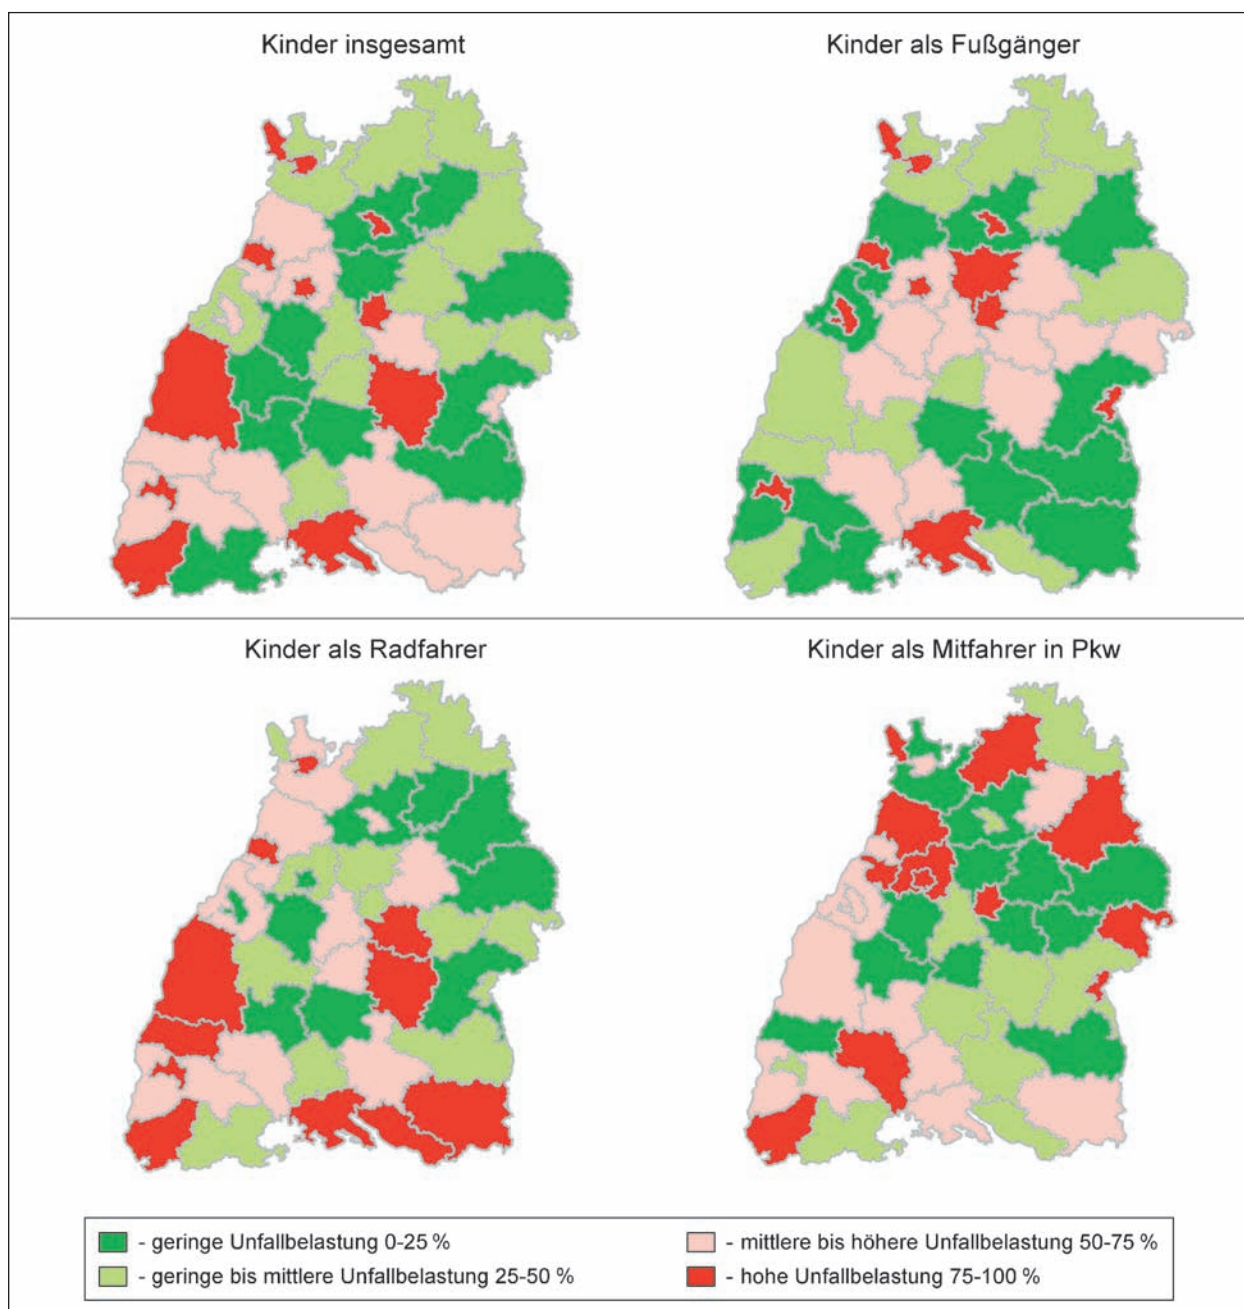 Kinder insgesamt
Kinder als Fußgänger
Kinder als Radfahrer
Kinder als Mitfahrer in Pkw
- geringe Unfallbelastung 0-25 %
- geringe bis mittlere Unfallbelastung 25-50 %
- mittlere bis höhere Unfallbelastung 50-75 %
- hohe Unfallbelastung 75-100 %